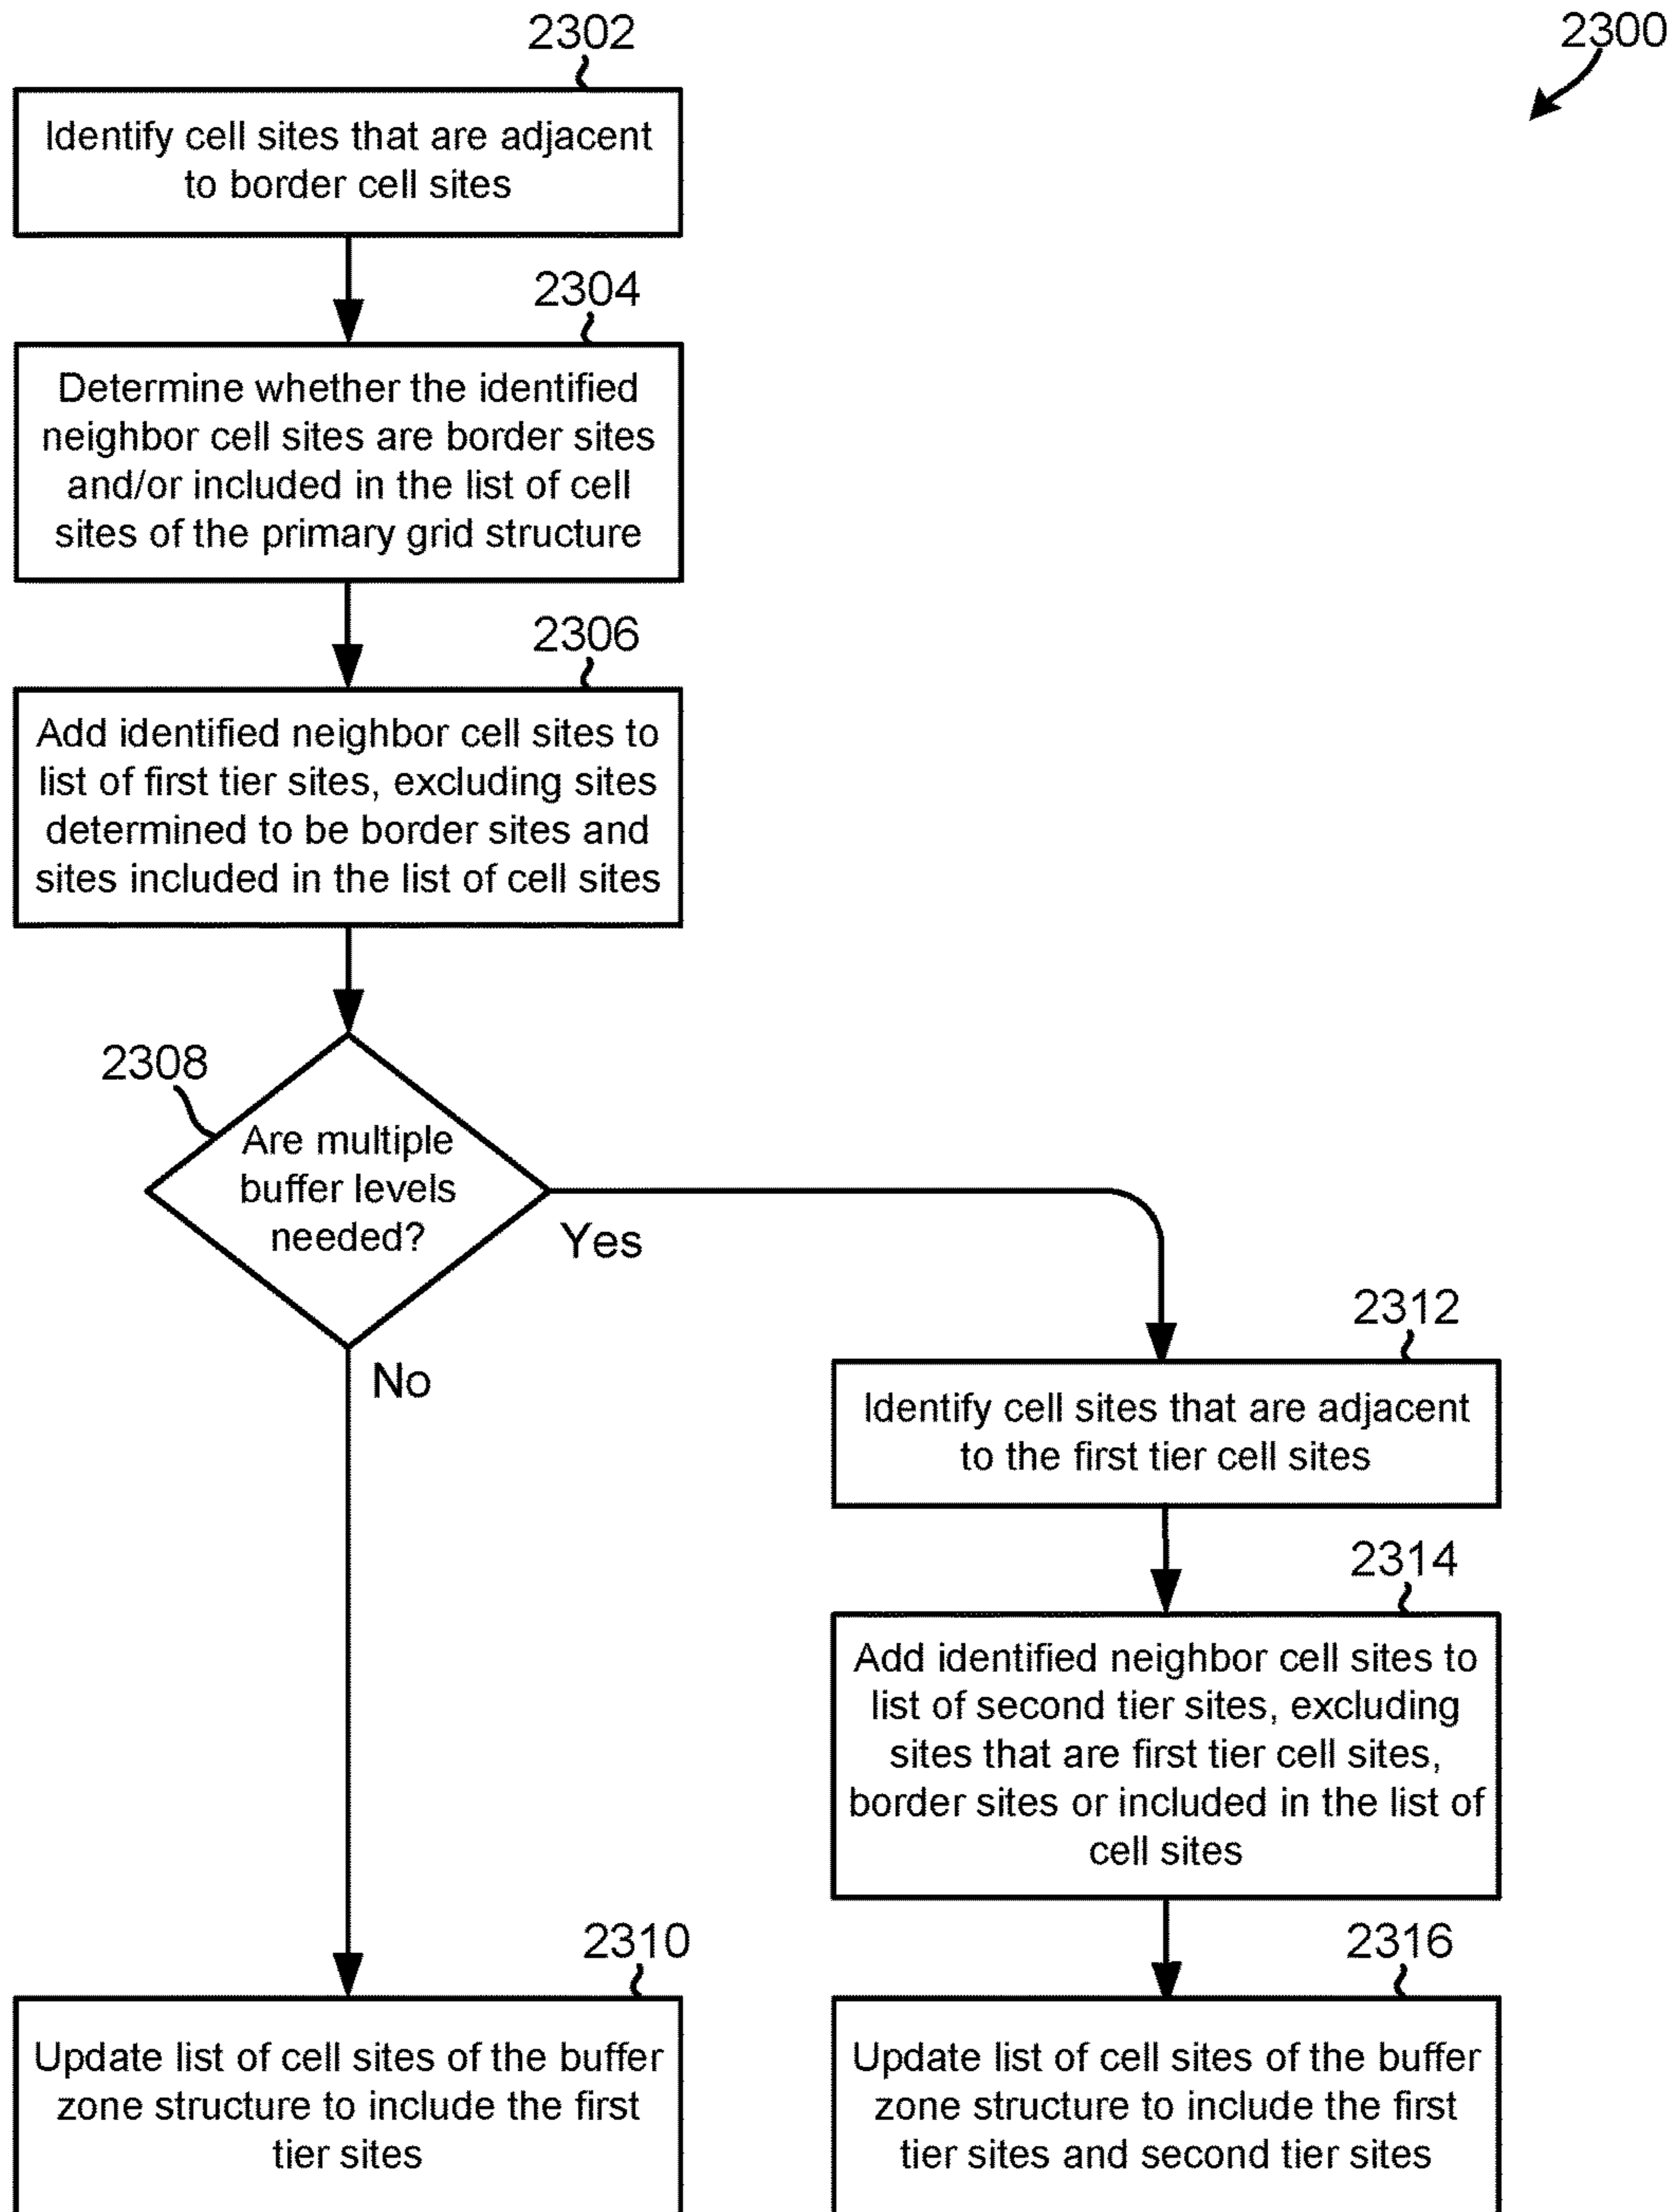 2302
2300
Identify cell sites that are adjacent
to border cell sites
2304
Determine whether the identified
neighbor cell sites are border sites
and/or included in the list of cell
sites of the primary grid structure
2306
Add identified neighbor cell sites to
list of first tier sites, excluding sites
determined to be border sites and
sites included in the list of cell sites
2308
Are multiple
buffer levels
needed?
Yes
No
2312
Identify cell sites that are adjacent
to the first tier cell sites
2314
Add identified neighbor cell sites to
list of second tier sites, excluding
sites that are first tier cell sites,
border sites or included in the list of
cell sites
2310
Update list of cell sites of the buffer
zone structure to include the first
tier sites
2316
Update list of cell sites of the buffer
zone structure to include the first
tier sites and second tier sites